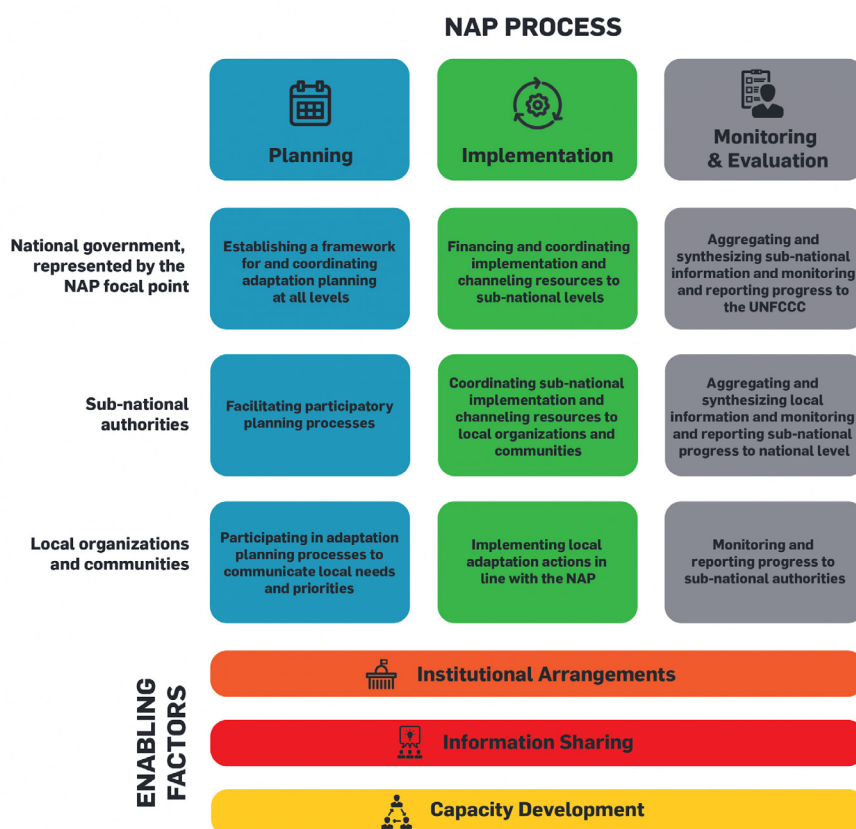 NAP PROCESS
Planning
Implementation
Monitoring
& Evaluation
National government,
represented by the
NAP focal point
Establishing a framework
for and coordinating
adaptation planning
at all levels
Financing and coordinating
implementation and
channeling resources to
sub-national levels
Aggregating and
synthesizing sub-national
information and monitoring
and reporting progress to
the UNFCCC
Sub-national
authorities
Facilitating participatory
planning processes
Coordinating sub-national
implementation and
channeling resources to
local organizations and
communities
Aggregating and
synthesizing local
information and monitoring
and reporting sub-national
progress to national level
Local organizations
and communities
Participating in adaptation
planning processes to
communicate local needs
and priorities
Implementing local
adaptation actions in
line with the NAP
Monitoring and
reporting progress to
sub-national authorities
ENABLING
FACTORS
Institutional Arrangements
Information Sharing
Capacity Development